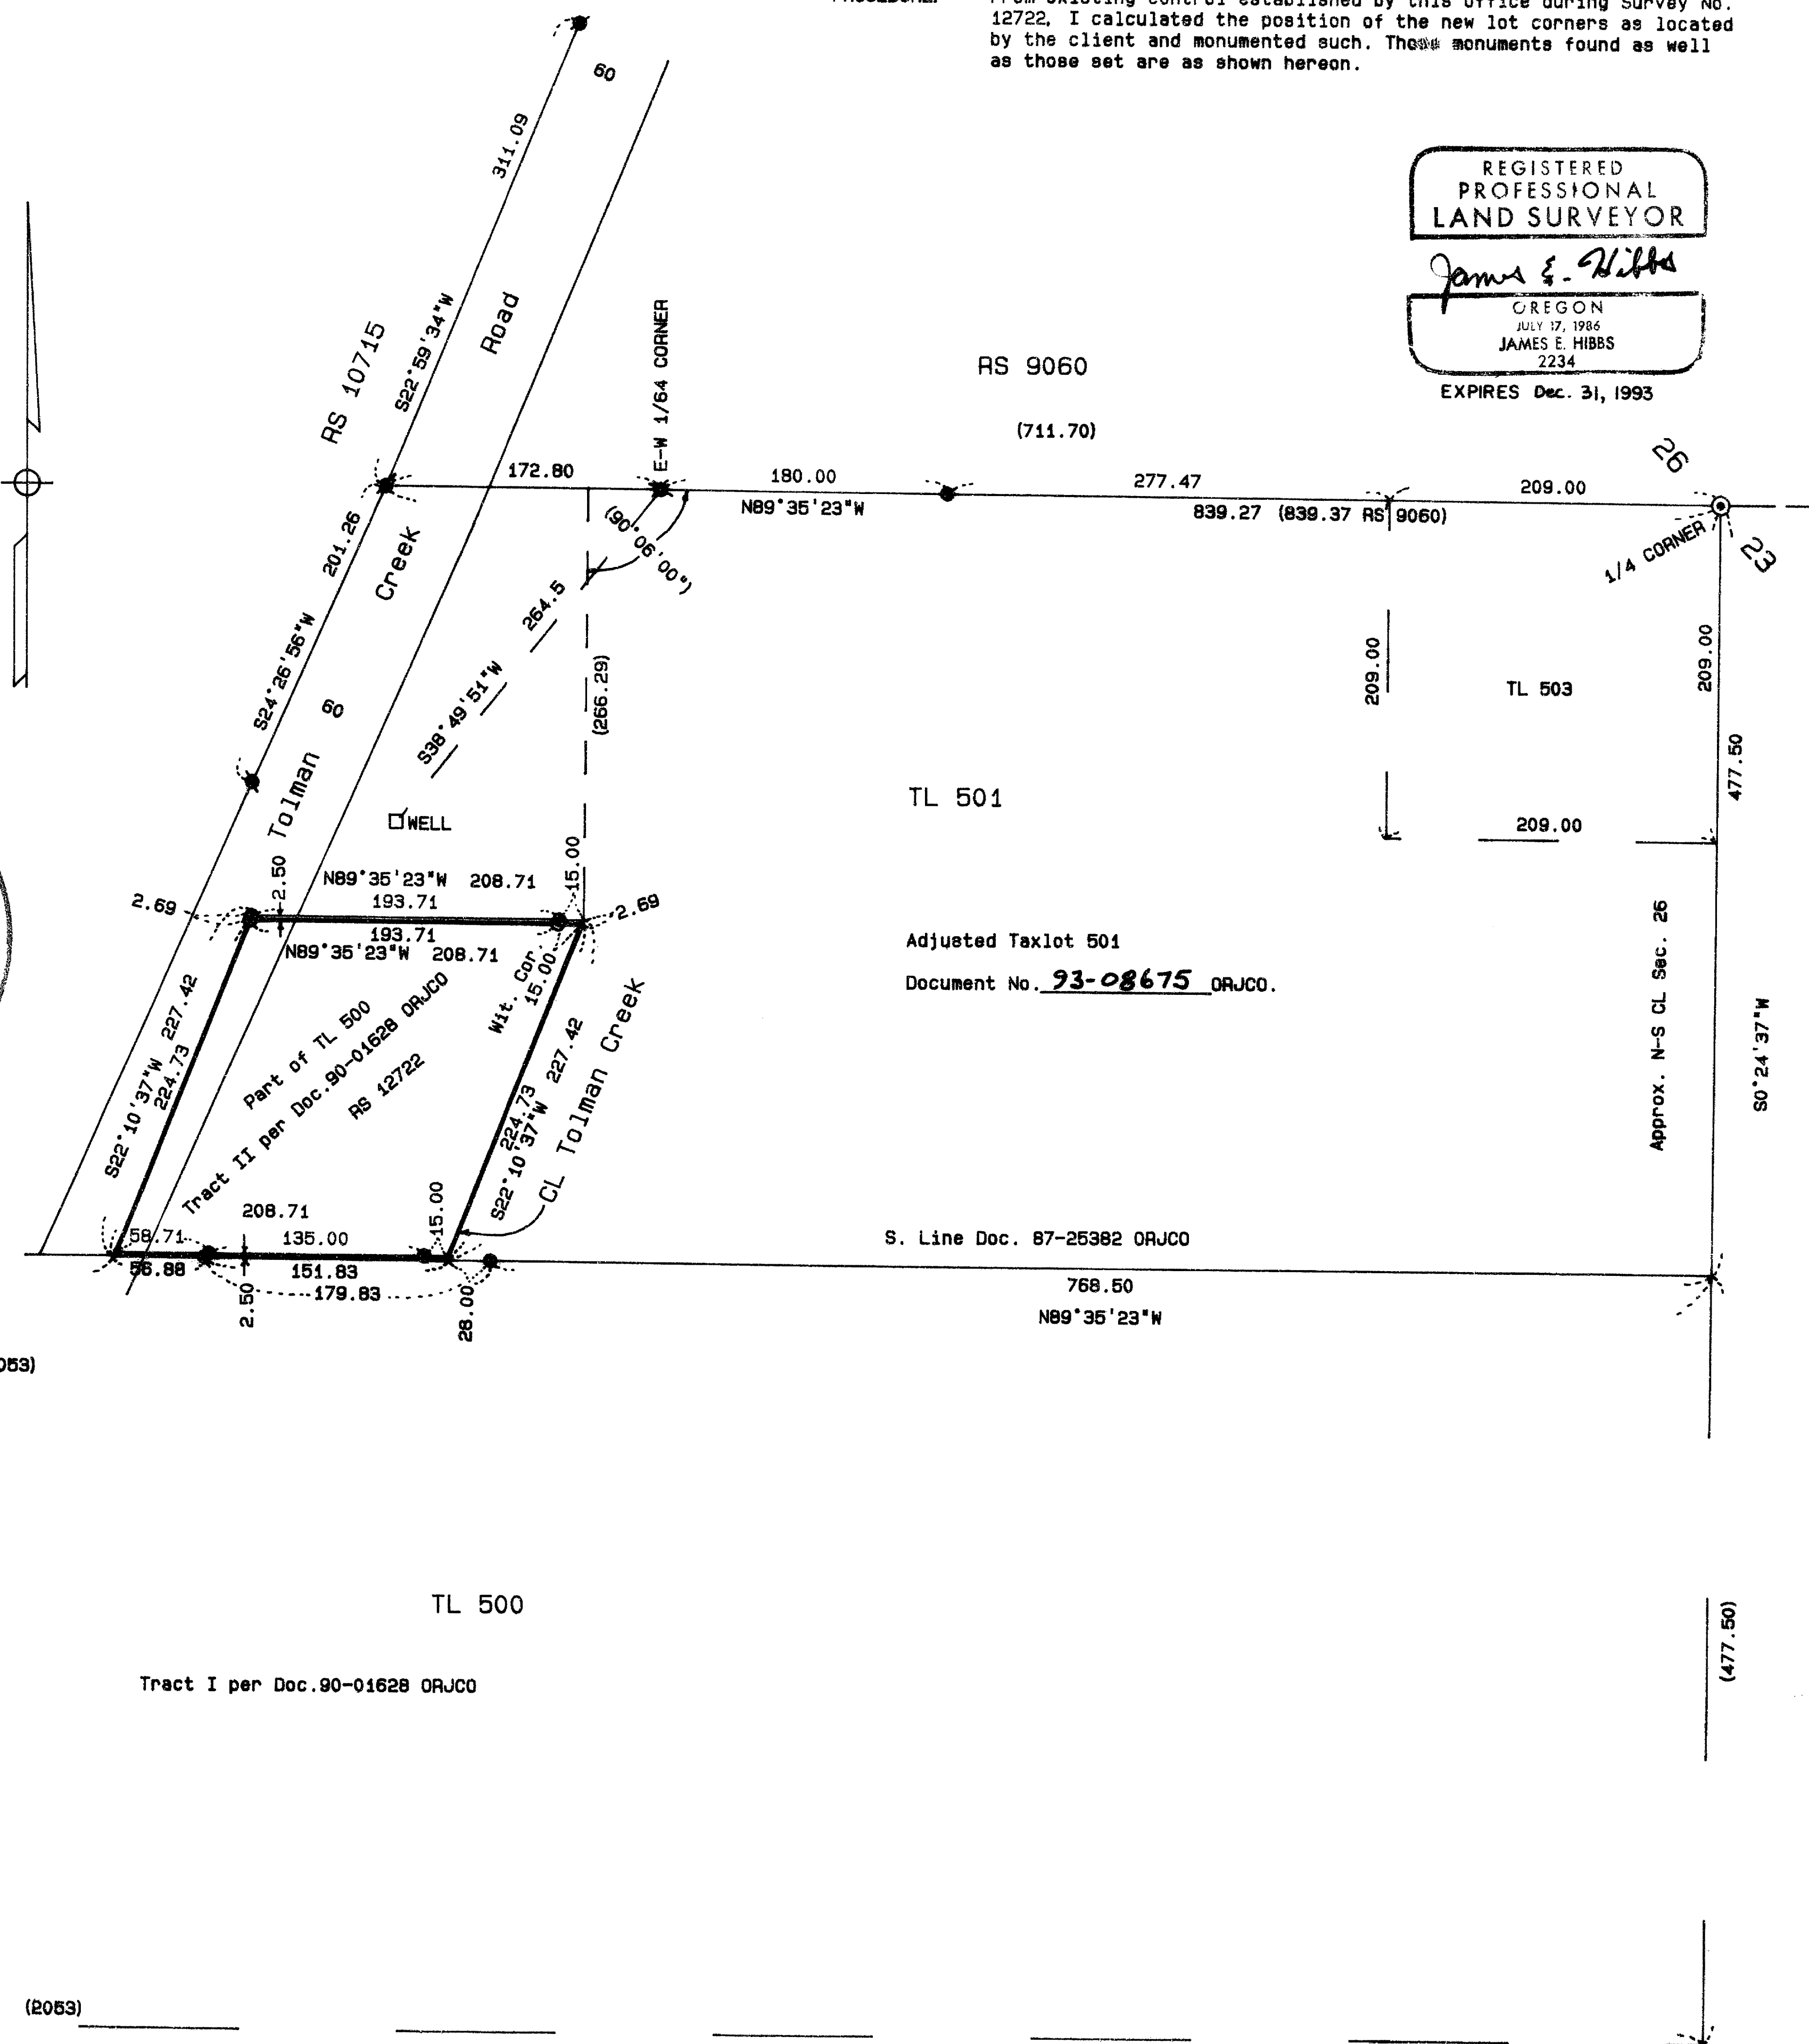 12722, I calculated the position of the new lot corners as located
by the client and monumented such. These monuments found as well
as those set are as shown hereon.
REGISTERED
PROFESSIONAL
LAND SURVEYOR
James E. Hibbs
OREGON
JULY 17, 1986
JAMES E. HIBBS
2234
EXPIRES Dec. 31, 1993
60
311.09
RS 10715
S22°59'34"W
Road
E-W 1/64 CORNER
RS 9060
(711.70)
26
172.80
180.00
277.47
209.00
N89°35'23"W
839.27 (839.37 RS 9060)
1/4 CORNER
23
201.26
Creek
(90°06'00")
264.5
S24°26'56"W
S38°49'51"W
(266.29)
209.00
TL 503
209.00
60
Tolman
477.50
TL 501
WELL
209.00
2.50
N89°35'23"W 208.71
15.00
2.69
193.71
2.69
193.71
N89°35'23"W 208.71
Adjusted Taxlot 501
Document No. 93-08675 ORJCO.
Approx. N-S CL Sec. 26
S0°24'37"W
S22°10'37"W 227.42
224.73
Part of TL 500
Tract II per Doc.90-01628 ORJCO
RS 12722
Wit. Cor.
15.00
224.73
S22°10'37"W 227.42
CL Tolman Creek
208.71
58.71
135.00
15.00
S. Line Doc. 87-25382 ORJCO
56.88
151.83
179.83
2.50
28.00
768.50
N89°35'23"W
053)
TL 500
(477.50)
Tract I per Doc.90-01628 ORJCO
(2053)